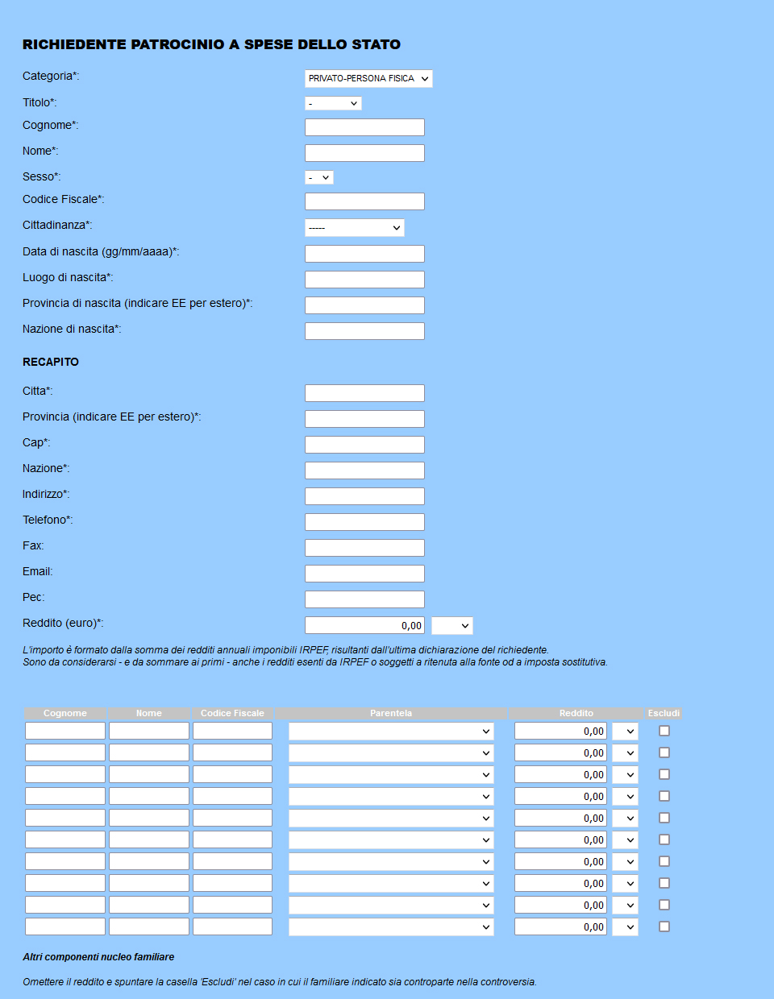 RICHIEDENTE PATROCINIO A SPESE DELLO STATO
Categoria*: PRIVATO-PERSONA FISICA
Titolo*: -
Cognome*:
Nome*:
Sesso*: -
Codice Fiscale*:
Cittadinanza*: -----
Data di nascita (gg/mm/aaaa)*:
Luogo di nascita*:
Provincia di nascita (indicare EE per estero)*:
Nazione di nascita*:
RECAPITO
Citta*:
Provincia (indicare EE per estero)*:
Cap*:
Nazione*:
Indirizzo*:
Telefono*:
Fax:
Email:
Pec:
Reddito (euro)*: 0,00
L'importo è formato dalla somma dei redditi annuali imponibili IRPEF, risultanti dall'ultima dichiarazione del richiedente.
Sono da considerarsi - e da sommare ai primi - anche i redditi esenti da IRPEF o soggetti a ritenuta alla fonte od a imposta sostitutiva.
Cognome Nome Codice Fiscale Parentela Reddito Escludi
0,00
0,00
0,00
0,00
0,00
0,00
0,00
0,00
0,00
0,00
Altri componenti nucleo familiare
Omettere il reddito e spuntare la casella 'Escludi' nel caso in cui il familiare indicato sia controparte nella controversia.